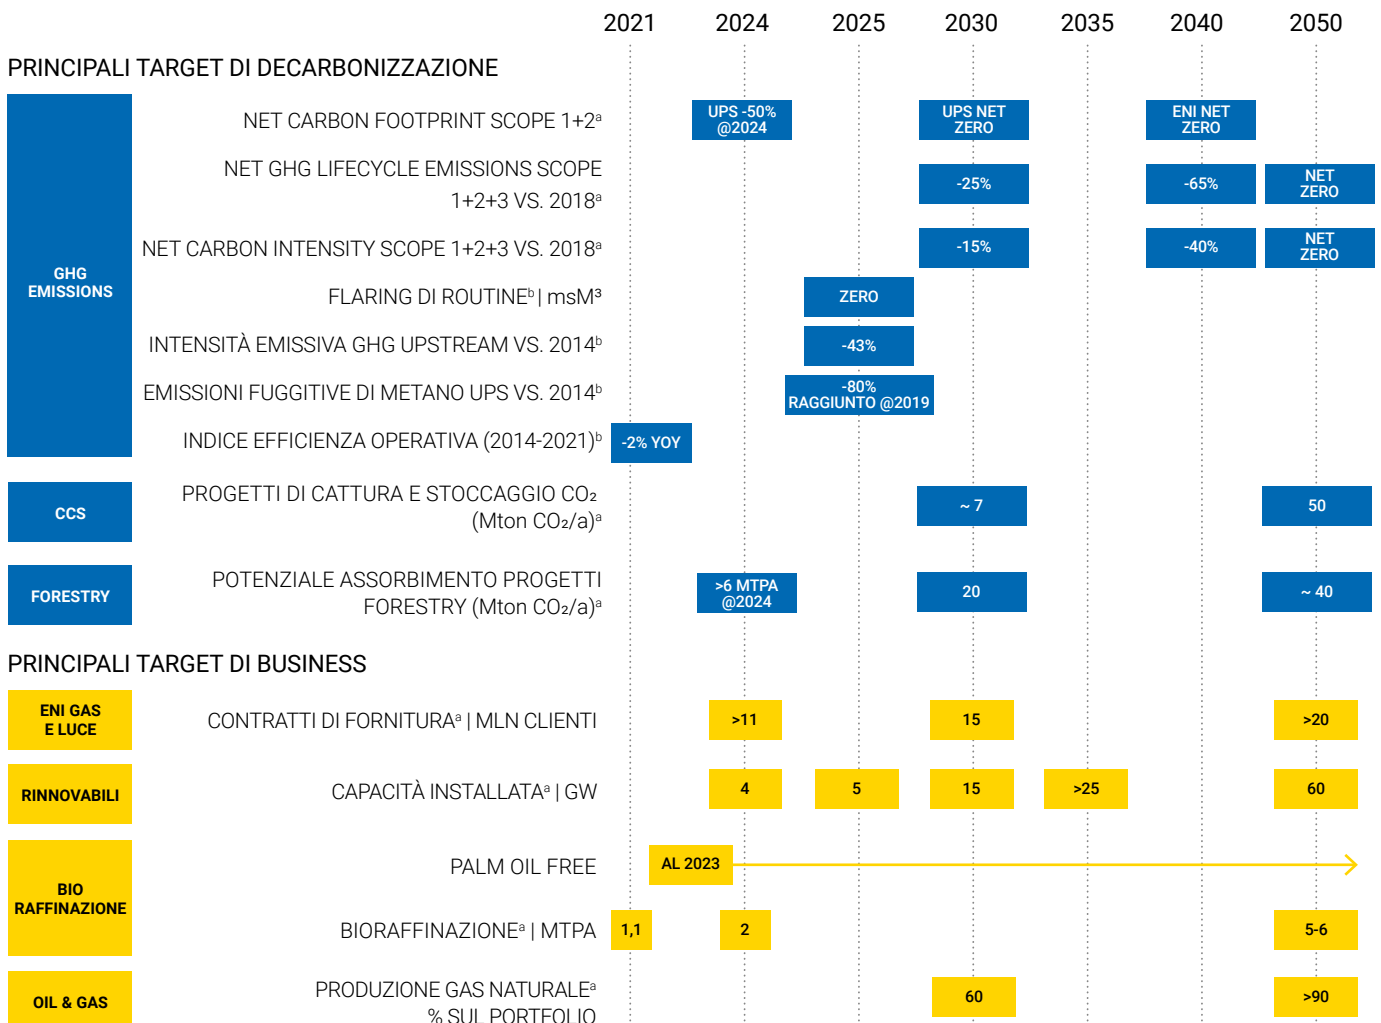 2021 2024 2025 2030 2035 2040 2050
PRINCIPALI TARGET DI DECARBONIZZAZIONE
GHG
EMISSIONS
NET CARBON FOOTPRINT SCOPE 1+2ᵃ
UPS -50%
@2024
UPS NET
ZERO
ENI NET
ZERO
NET GHG LIFECYCLE EMISSIONS SCOPE
1+2+3 VS. 2018ᵃ
-25%
-65%
NET
ZERO
NET CARBON INTENSITY SCOPE 1+2+3 VS. 2018ᵃ
-15%
-40%
NET
ZERO
FLARING DI ROUTINEᵇ | msM³
ZERO
INTENSITÀ EMISSIVA GHG UPSTREAM VS. 2014ᵇ
-43%
EMISSIONI FUGGITIVE DI METANO UPS VS. 2014ᵇ
-80%
RAGGIUNTO @2019
INDICE EFFICIENZA OPERATIVA (2014-2021)ᵇ
-2% YOY
CCS
PROGETTI DI CATTURA E STOCCAGGIO CO₂
(Mton CO₂/a)ᵃ
~ 7
50
FORESTRY
POTENZIALE ASSORBIMENTO PROGETTI
FORESTRY (Mton CO₂/a)ᵃ
>6 MTPA
@2024
20
~ 40
PRINCIPALI TARGET DI BUSINESS
ENI GAS
E LUCE
CONTRATTI DI FORNITURAᵃ | MLN CLIENTI
>11
15
>20
RINNOVABILI
CAPACITÀ INSTALLATAᵃ | GW
4
5
15
>25
60
BIO
RAFFINAZIONE
PALM OIL FREE
AL 2023
BIORAFFINAZIONEᵃ | MTPA
1,1
2
5-6
OIL & GAS
PRODUZIONE GAS NATURALEᵃ
% SUL PORTFOLIO
60
>90